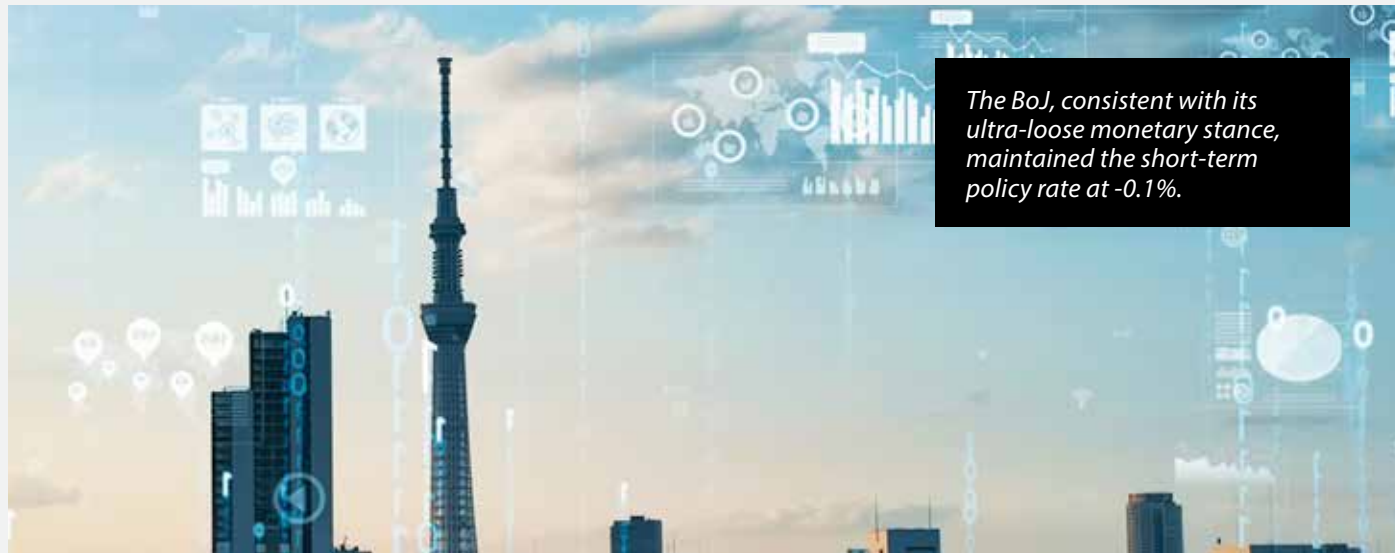 The BoJ, consistent with its
ultra-loose monetary stance,
maintained the short-term
policy rate at -0.1%.